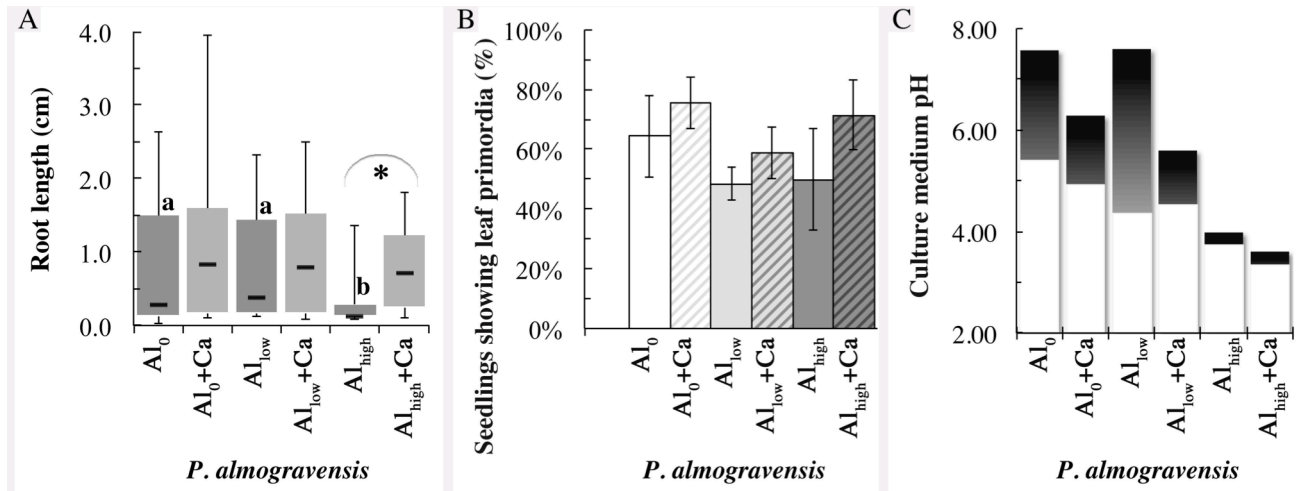 A
Root length (cm)
4.0
3.0
2.0
1.0
0.0
a
a
b
*
Al0
Al0+Ca
Allow
Allow+Ca
Alhigh
Alhigh+Ca
P. almogravensis
B
Seedlings showing leaf primordia (%)
100%
80%
60%
40%
20%
0%
Al0
Al0+Ca
Allow
Allow+Ca
Alhigh
Alhigh+Ca
P. almogravensis
C
Culture medium pH
8.00
6.00
4.00
2.00
Al0
Al0+Ca
Allow
Allow+Ca
Alhigh
Alhigh+Ca
P. almogravensis